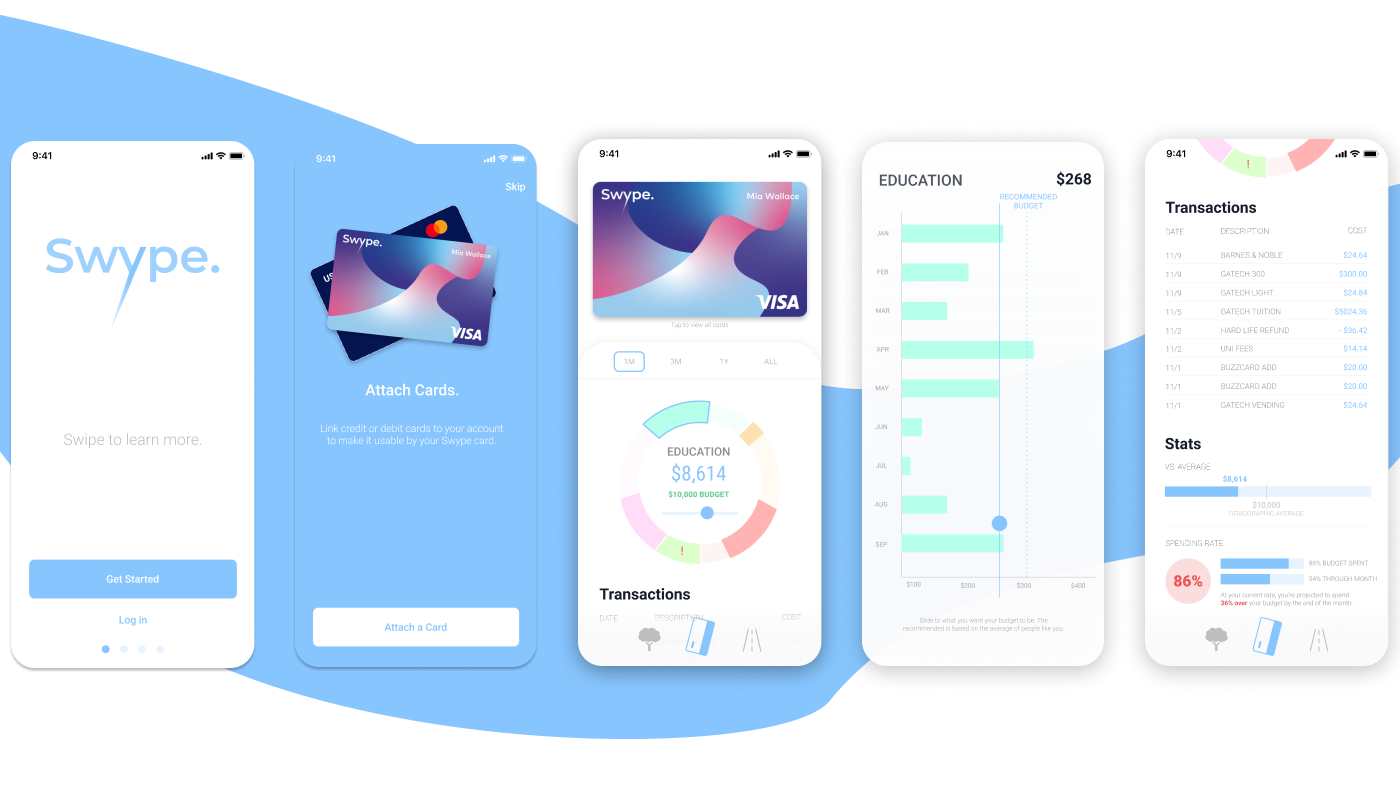 9:41
Swype.
Swipe to learn more.
Get Started
Log in
9:41
Skip
US
Swype.
Mia Wallace
VISA
Attach Cards.
Link credit or debit cards to your account
to make it usable by your Swype card.
Attach a Card
9:41
Swype.
Mia Wallace
VISA
Tap to view all cards
1M 3M 1Y ALL
EDUCATION
$8,614
$10,000 BUDGET
!
Transactions
DATE DESCRIPTION COST
EDUCATION $268
RECOMMENDED
BUDGET
JAN
FEB
MAR
APR
MAY
JUN
JUL
AUG
SEP
$100 $200 $300 $400
Slide to what you want your budget to be. The
recommended is based on the average of people like you.
9:41
!
Transactions
DATE DESCRIPTION COST
11/9 BARNES & NOBLE $24.64
11/9 GATECH 300 $300.00
11/9 GATECH LIGHT $24.84
11/5 GATECH TUITION $5024.36
11/2 HARD LIFE REFUND - $36.42
11/2 UNI FEES $14.14
11/1 BUZZCARD ADD $20.00
11/1 BUZZCARD ADD $20.00
11/1 GATECH VENDING $24.64
Stats
VS. AVERAGE
$8,614
$10,000
DEMOGRAPHIC AVERAGE
SPENDING RATE
86%
86% BUDGET SPENT
54% THROUGH MONTH
At your current rate, you're projected to spend
36% over your budget by the end of the month.